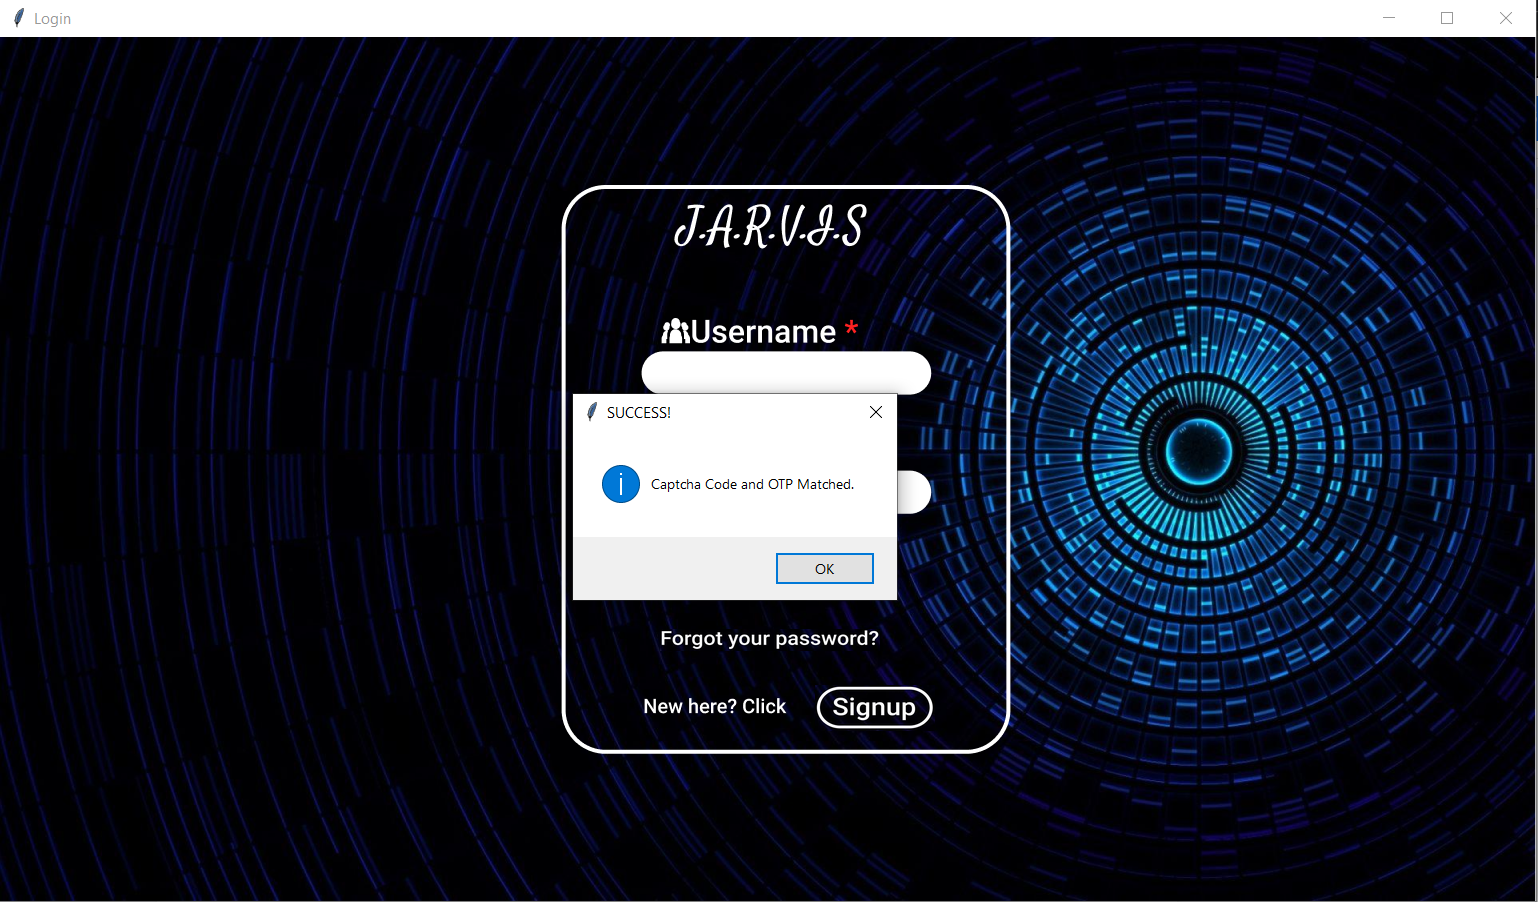 Login
J.A.R.V.I.S
Username *
SUCCESS!
Captcha Code and OTP Matched.
OK
Forgot your password?
New here? Click Signup